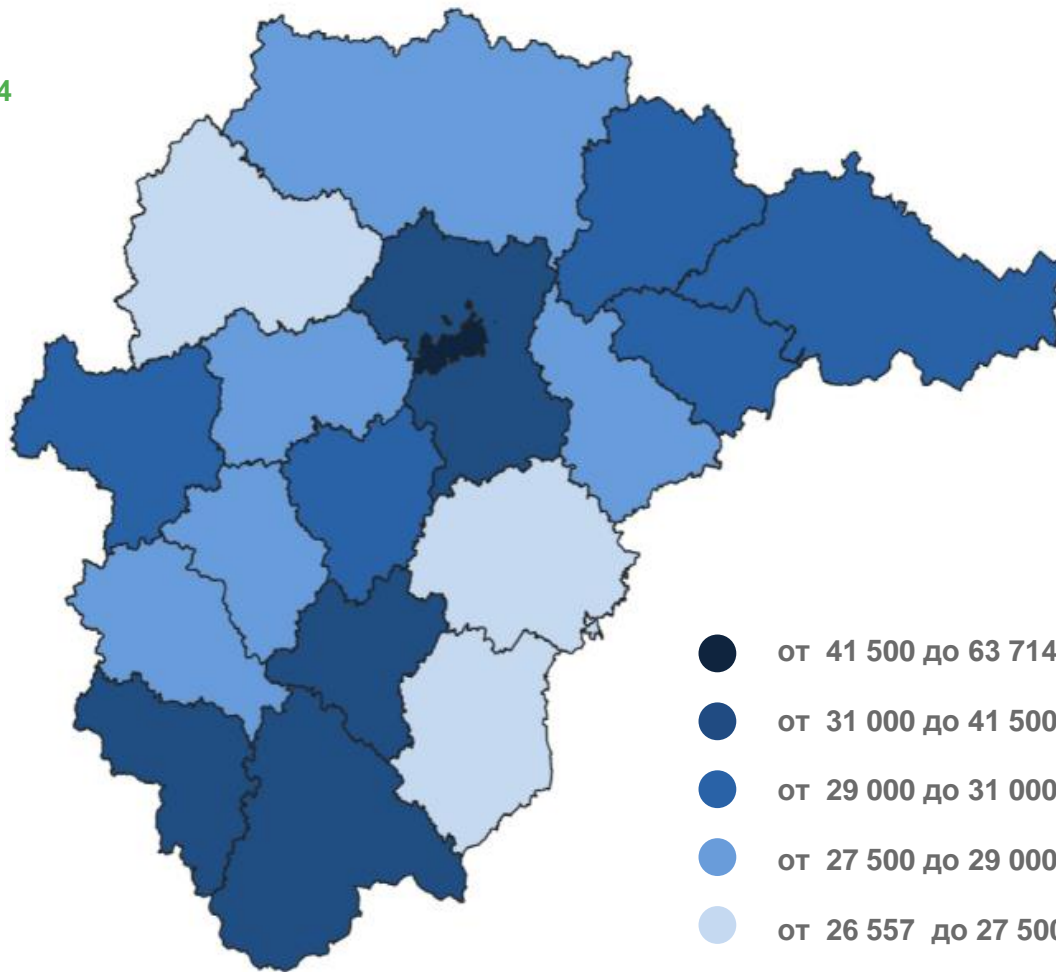 4
от 41 500 до 63 714
от 31 000 до 41 500
от 29 000 до 31 000
от 27 500 до 29 000
от 26 557 до 27 500